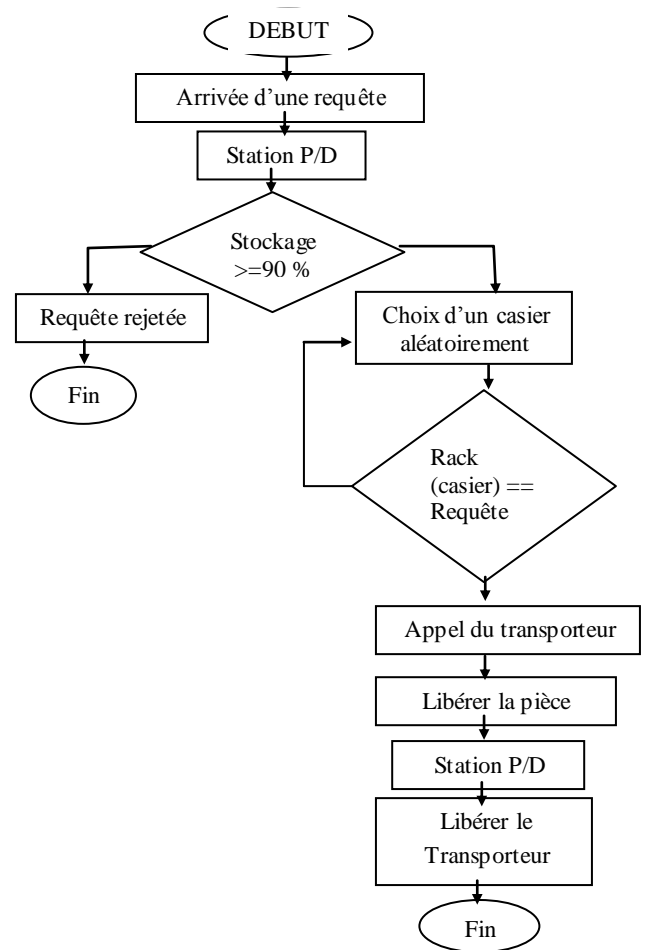 DEBUT
Arrivée d'une requête
Station P/D
Stockage
>=90 %
Requête rejetée
Fin
Choix d'un casier
aléatoirement
Rack
(casier) ==
Requête
Appel du transporteur
Libérer la pièce
Station P/D
Libérer le
Transporteur
Fin